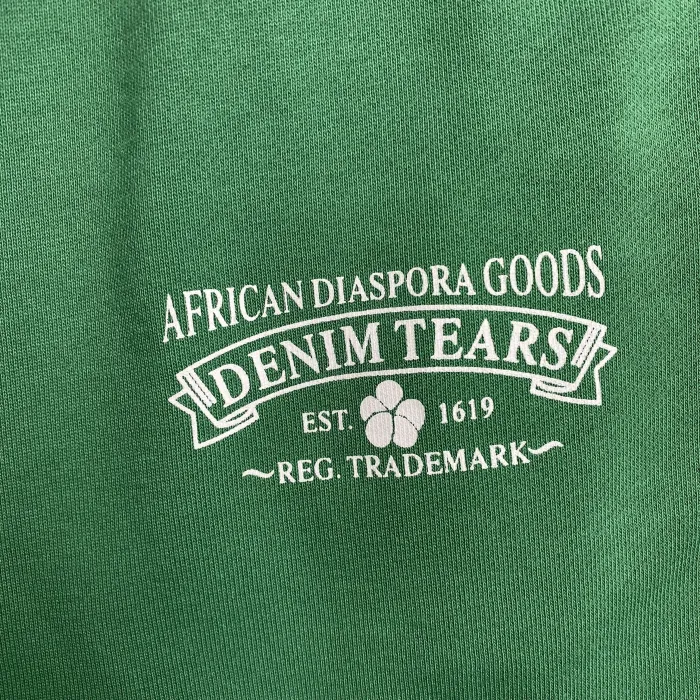 AFRICAN DIASPORA GOODS
DENIM TEARS
EST. 1619
REG. TRADEMARK